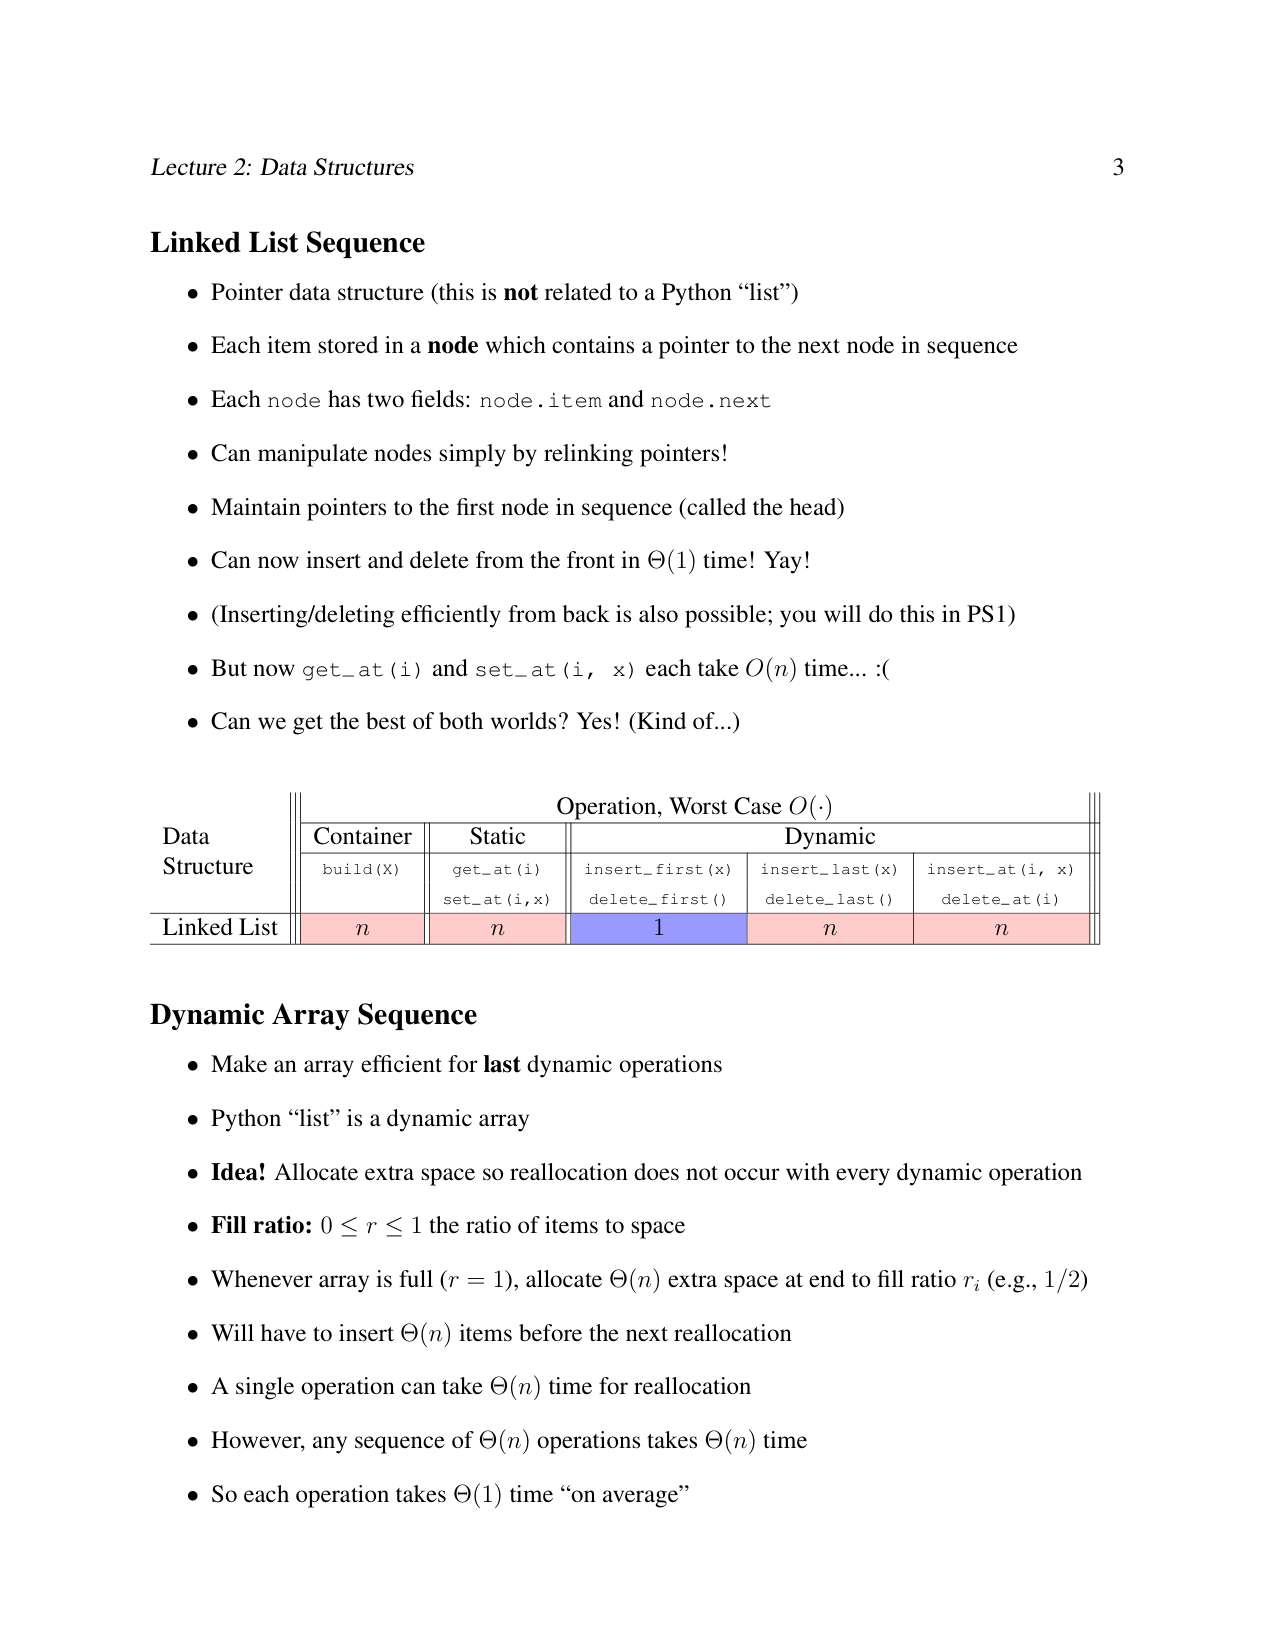 Lecture 2: Data Structures 3
Linked List Sequence
• Pointer data structure (this is not related to a Python “list”)
• Each item stored in a node which contains a pointer to the next node in sequence
• Each node has two fields: node.item and node.next
• Can manipulate nodes simply by relinking pointers!
• Maintain pointers to the first node in sequence (called the head)
• Can now insert and delete from the front in Θ(1) time! Yay!
• (Inserting/deleting efficiently from back is also possible; you will do this in PS1)
• But now get_at(i) and set_at(i, x) each take O(n) time... :(
• Can we get the best of both worlds? Yes! (Kind of...)
Operation, Worst Case O(·)
Data Container Static Dynamic
Structure build(X) get_at(i) insert_first(x) insert_last(x) insert_at(i, x)
set_at(i,x) delete_first() delete_last() delete_at(i)
Linked List n n 1 n n
Dynamic Array Sequence
• Make an array efficient for last dynamic operations
• Python “list” is a dynamic array
• Idea! Allocate extra space so reallocation does not occur with every dynamic operation
• Fill ratio: 0 ≤ r ≤ 1 the ratio of items to space
• Whenever array is full (r = 1), allocate Θ(n) extra space at end to fill ratio rᵢ (e.g., 1/2)
• Will have to insert Θ(n) items before the next reallocation
• A single operation can take Θ(n) time for reallocation
• However, any sequence of Θ(n) operations takes Θ(n) time
• So each operation takes Θ(1) time “on average”